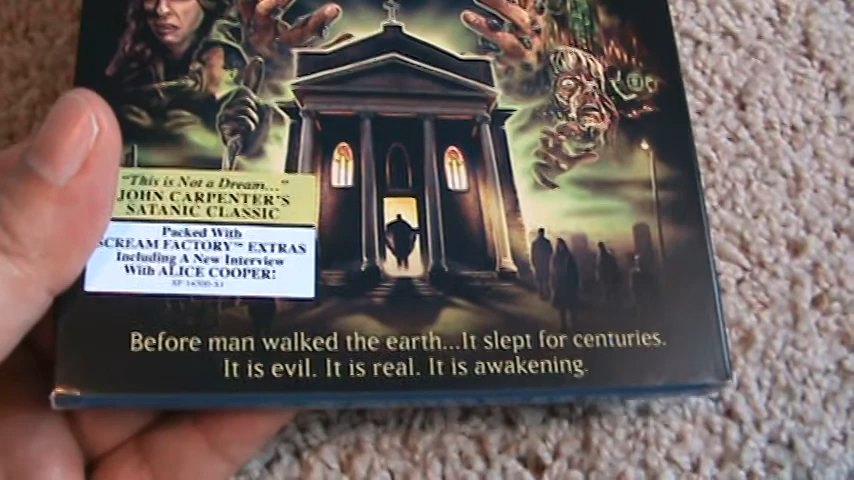 "This is Not a Dream..."
JOHN CARPENTER'S
SATANIC CLASSIC
Packed With
SCREAM FACTORY™ EXTRAS
Including A New Interview
With ALICE COOPER!
Before man walked the earth...It slept for centuries.
It is evil. It is real. It is awakening.